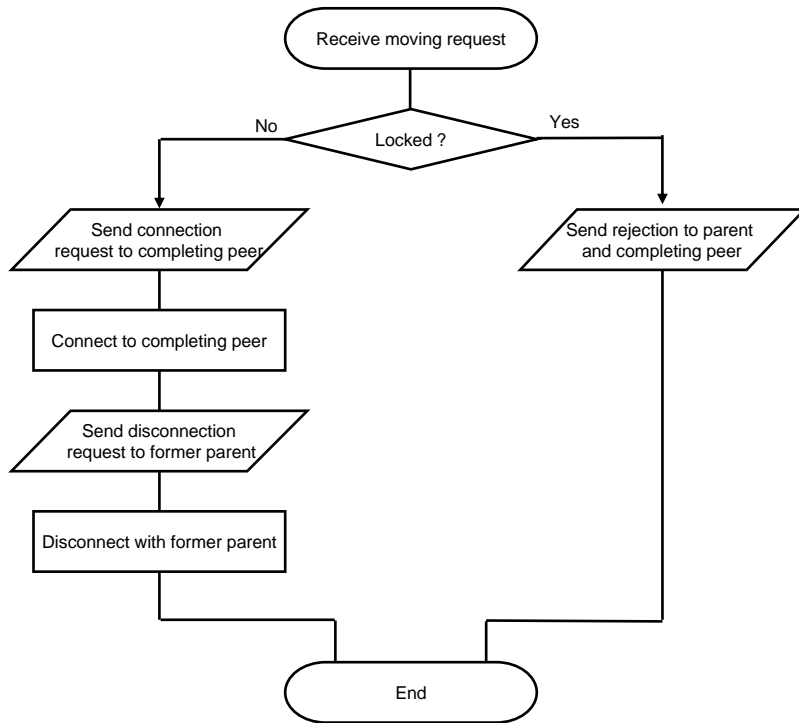 Receive moving request
No
Yes
Locked ?
Send connection
request to completing peer
Send rejection to parent
and completing peer
Connect to completing peer
Send disconnection
request to former parent
Disconnect with former parent
End